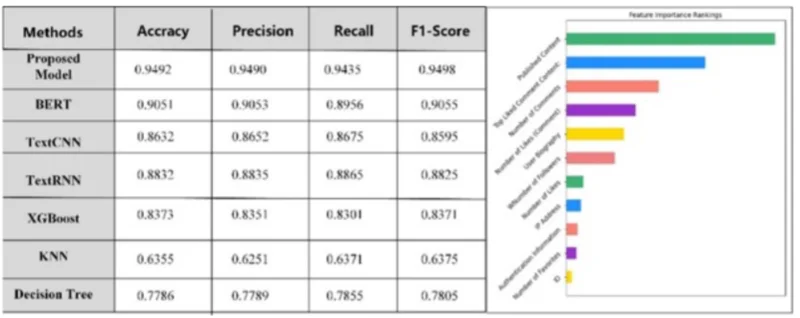 Methods Accracy Precision Recall F1-Score
Proposed
Model 0.9492 0.9490 0.9435 0.9498
BERT 0.9051 0.9053 0.8956 0.9055
TextCNN 0.8632 0.8652 0.8675 0.8595
TextRNN 0.8832 0.8835 0.8865 0.8825
XGBoost 0.8373 0.8351 0.8301 0.8371
KNN 0.6355 0.6251 0.6371 0.6375
Decision Tree 0.7786 0.7789 0.7855 0.7805
Feature Importance Rankings
Published Content
Top Liked Comment Content
Number of Comments
Number of Likes (Comment)
User Biography
WNumber of Followers
Number of Likes
IP Address
Authentication Information
Number of Favorites
ID